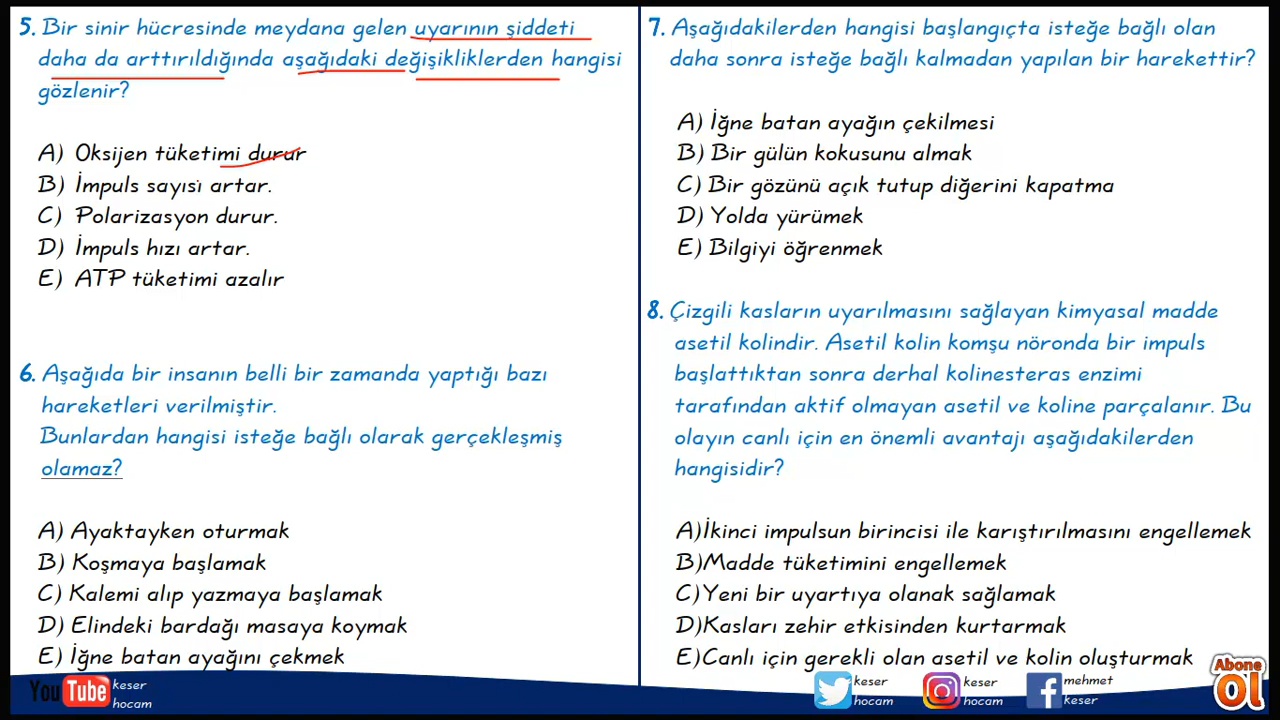 5. Bir sinir hücresinde meydana gelen uyarının şiddeti
daha da arttırıldığında aşağıdaki değişikliklerden hangisi
gözlenir?
A) Oksijen tüketimi durur
B) İmpuls sayısı artar.
C) Polarizasyon durur.
D) İmpuls hızı artar.
E) ATP tüketimi azalır
6. Aşağıda bir insanın belli bir zamanda yaptığı bazı
hareketleri verilmiştir.
Bunlardan hangisi isteğe bağlı olarak gerçekleşmiş
olamaz?
A) Ayaktayken oturmak
B) Koşmaya başlamak
C) Kalemi alıp yazmaya başlamak
D) Elindeki bardağı masaya koymak
E) İğne batan ayağını çekmek
7. Aşağıdakilerden hangisi başlangıçta isteğe bağlı olan
daha sonra isteğe bağlı kalmadan yapılan bir harekettir?
A) İğne batan ayağın çekilmesi
B) Bir gülün kokusunu almak
C) Bir gözünü açık tutup diğerini kapatma
D) Yolda yürümek
E) Bilgiyi öğrenmek
8. Çizgili kasların uyarılmasını sağlayan kimyasal madde
asetil kolindir. Asetil kolin komşu nöronda bir impuls
başlattıktan sonra derhal kolinesteras enzimi
tarafından aktif olmayan asetil ve koline parçalanır. Bu
olayın canlı için en önemli avantajı aşağıdakilerden
hangisidir?
A)İkinci impulsun birincisi ile karıştırılmasını engellemek
B)Madde tüketimini engellemek
C)Yeni bir uyartıya olanak sağlamak
D)Kasları zehir etkisinden kurtarmak
E)Canlı için gerekli olan asetil ve kolin oluşturmak
YouTube keser
hocam
keser
hocam
keser
hocam
mehmet
keser
Abone
ol